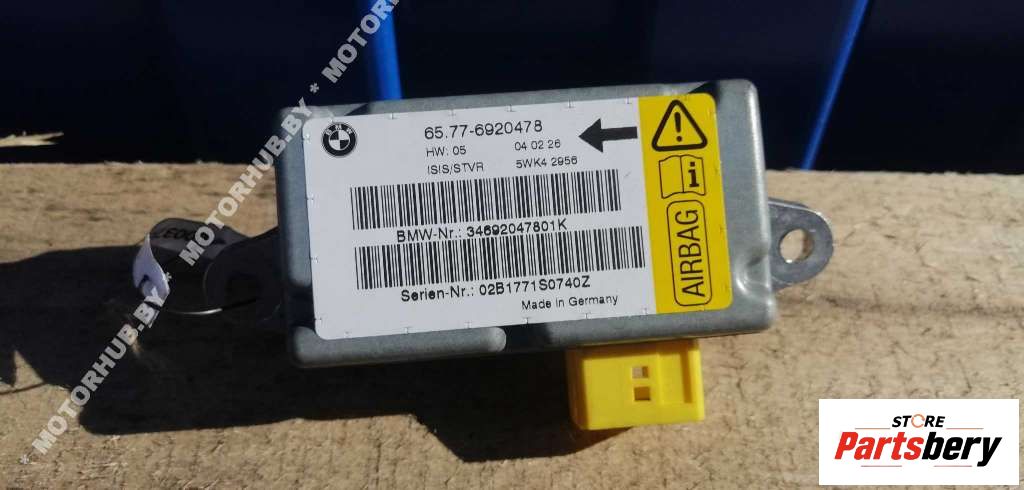 65.77-6920478
HW: 05 04 02 26
ISIS/STVR 5WK4 2956
BMW-Nr.: 34692047801K
Serien-Nr.: 02B1771S0740Z
Made in Germany
AIRBAG
* MOTORHUB.BY * MOTORHUB.BY * MOTORHUB
STORE
Partsbery